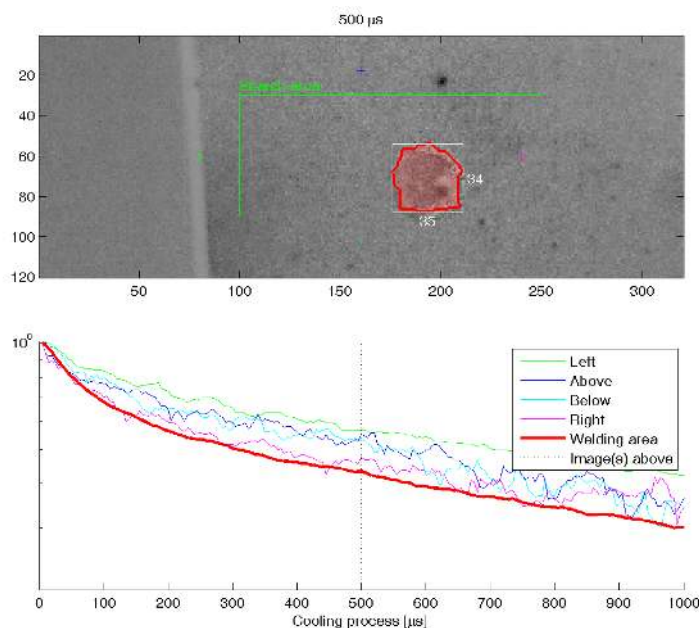 500 µs
20
40
60
80
100
120
34
35
50 100 150 200 250 300
10⁰
Left
Above
Below
Right
Welding area
Image(s) above
0 100 200 300 400 500 600 700 800 900 1000
Cooling process [µs]